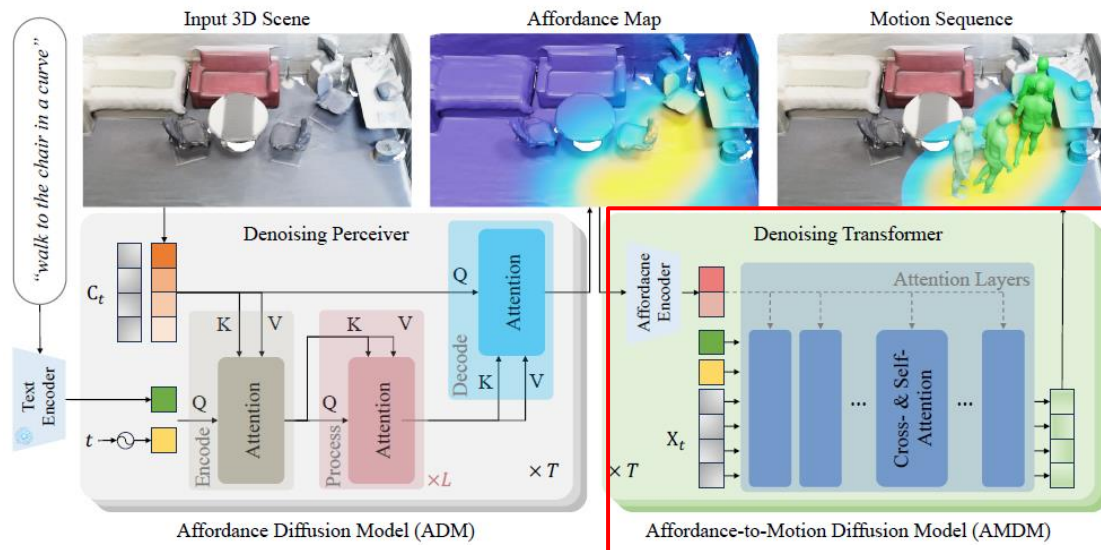 Input 3D Scene
Affordance Map
Motion Sequence
“walk to the chair in a curve”
Denoising Perceiver
C_t
K
V
Q
Attention
Encode
K
V
Q
Attention
Process
×L
Q
Attention
Decode
K
V
Text
Encoder
t
× T
Affordance Diffusion Model (ADM)
Denoising Transformer
Affordacne
Encoder
Attention Layers
...
Cross- & Self-
Attention
...
X_t
× T
Affordance-to-Motion Diffusion Model (AMDM)